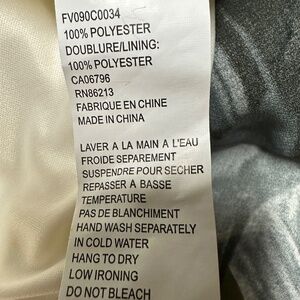 FV090C0034
100% POLYESTER
DOUBLURE/LINING:
100% POLYESTER
CA06796
RN86213
FABRIQUE EN CHINE
MADE IN CHINA
LAVER A LA MAIN A L'EAU
FROIDE SEPAREMENT
SUSPENDRE POUR SECHER
REPASSER A BASSE
TEMPERATURE
PAS DE BLANCHIMENT
HAND WASH SEPARATELY
IN COLD WATER
HANG TO DRY
LOW IRONING
DO NOT BLEACH